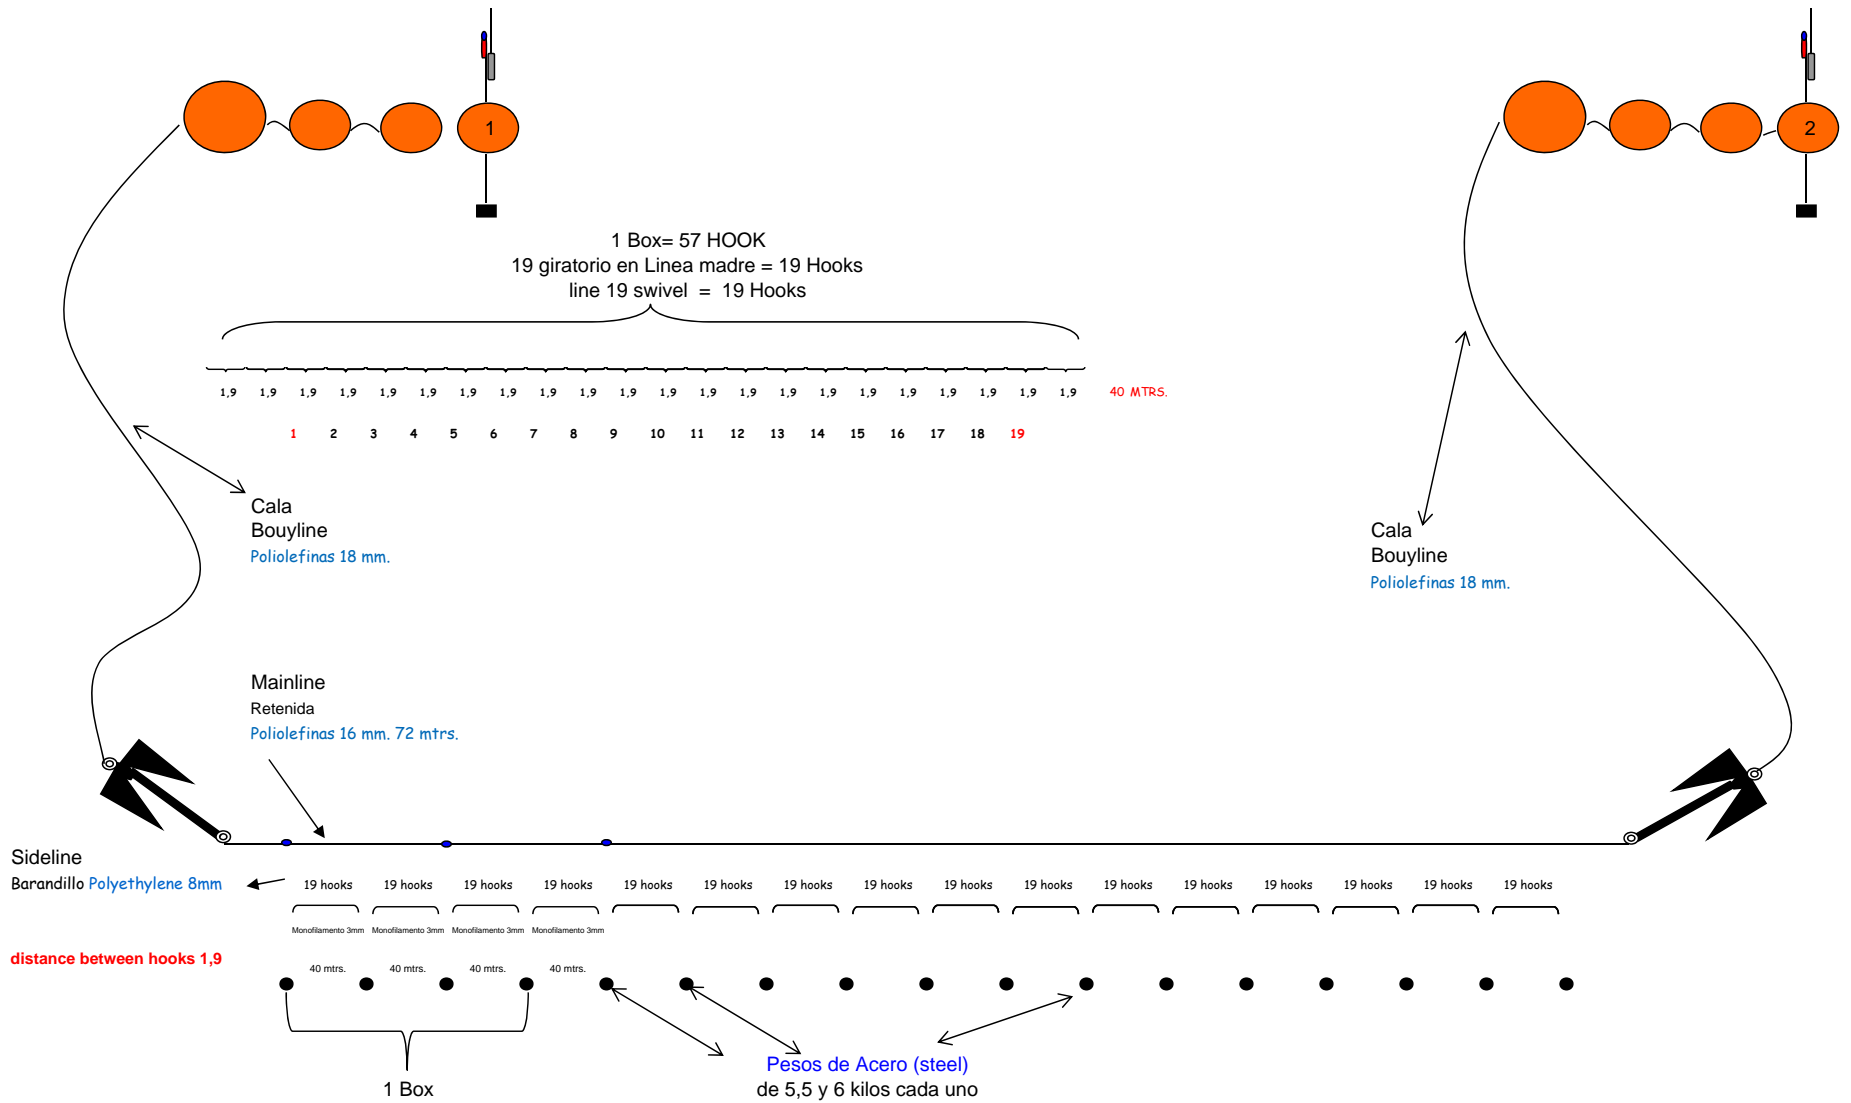 1
2
1 Box= 57 HOOK
19 giratorio en Linea madre = 19 Hooks
line 19 swivel = 19 Hooks
1,9 1,9 1,9 1,9 1,9 1,9 1,9 1,9 1,9 1,9 1,9 1,9 1,9 1,9 1,9 1,9 1,9 1,9 1,9 1,9 1,9 1,9 40 MTRS.
1 2 3 4 5 6 7 8 9 10 11 12 13 14 15 16 17 18 19
Cala
Bouyline
Poliolefinas 18 mm.
Cala
Bouyline
Poliolefinas 18 mm.
Mainline
Retenida
Poliolefinas 16 mm. 72 mtrs.
Sideline
Barandillo Polyethylene 8mm
19 hooks 19 hooks 19 hooks 19 hooks 19 hooks 19 hooks 19 hooks 19 hooks 19 hooks 19 hooks 19 hooks 19 hooks 19 hooks 19 hooks 19 hooks 19 hooks
Monofilamento 3mm Monofilamento 3mm Monofilamento 3mm Monofilamento 3mm
distance between hooks 1,9
40 mtrs. 40 mtrs. 40 mtrs. 40 mtrs.
1 Box
Pesos de Acero (steel)
de 5,5 y 6 kilos cada uno